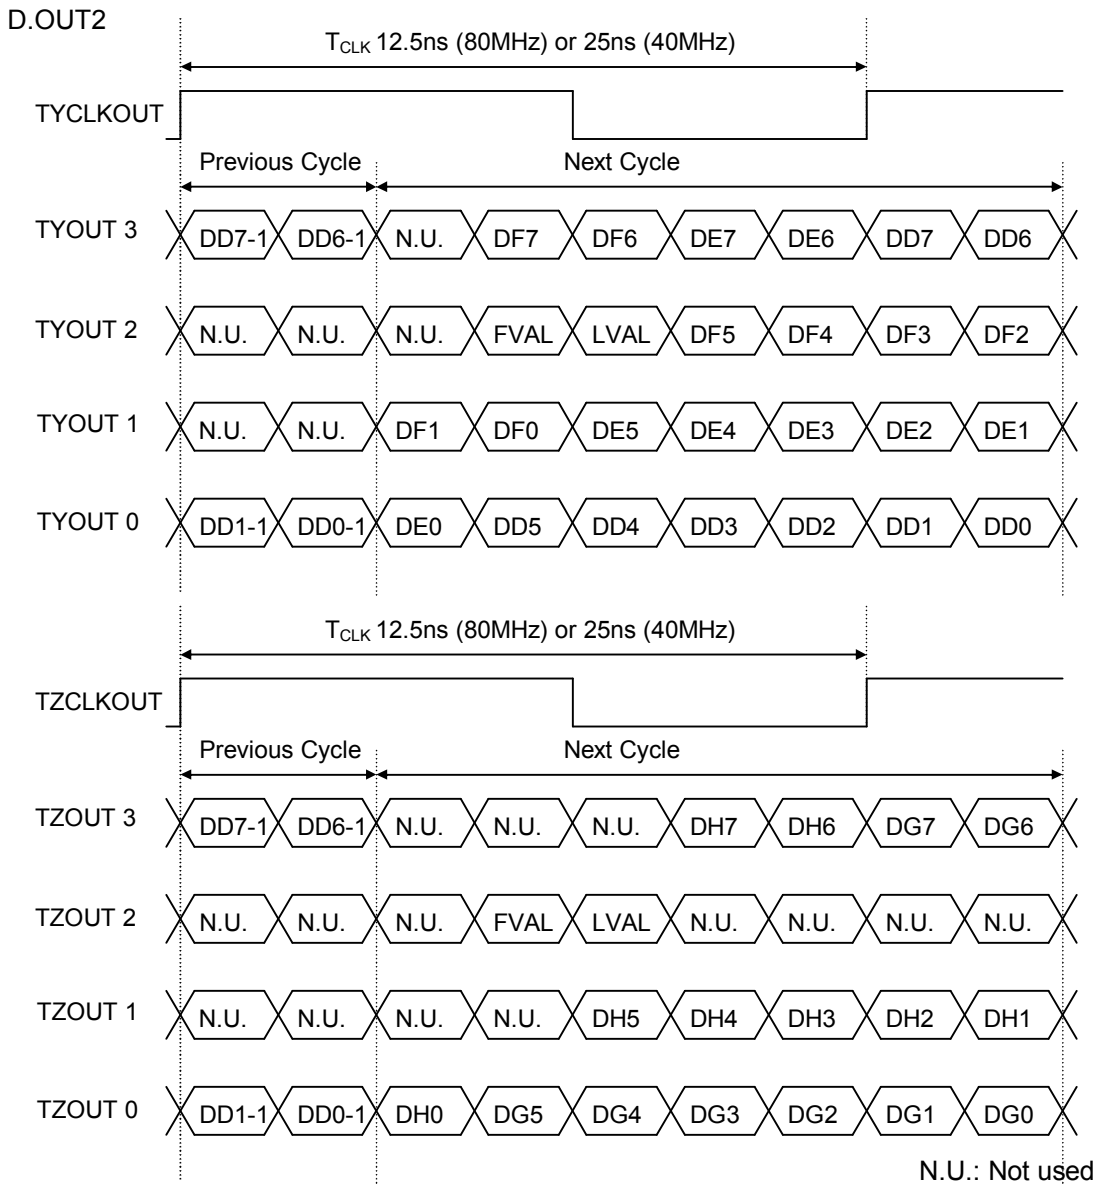 D.OUT2
TCLK 12.5ns (80MHz) or 25ns (40MHz)
TYCLKOUT
Previous Cycle Next Cycle
TYOUT 3 DD7-1 DD6-1 N.U. DF7 DF6 DE7 DE6 DD7 DD6
TYOUT 2 N.U. N.U. N.U. FVAL LVAL DF5 DF4 DF3 DF2
TYOUT 1 N.U. N.U. DF1 DF0 DE5 DE4 DE3 DE2 DE1
TYOUT 0 DD1-1 DD0-1 DE0 DD5 DD4 DD3 DD2 DD1 DD0
TCLK 12.5ns (80MHz) or 25ns (40MHz)
TZCLKOUT
Previous Cycle Next Cycle
TZOUT 3 DD7-1 DD6-1 N.U. N.U. N.U. DH7 DH6 DG7 DG6
TZOUT 2 N.U. N.U. N.U. FVAL LVAL N.U. N.U. N.U. N.U.
TZOUT 1 N.U. N.U. N.U. N.U. DH5 DH4 DH3 DH2 DH1
TZOUT 0 DD1-1 DD0-1 DH0 DG5 DG4 DG3 DG2 DG1 DG0
N.U.: Not used